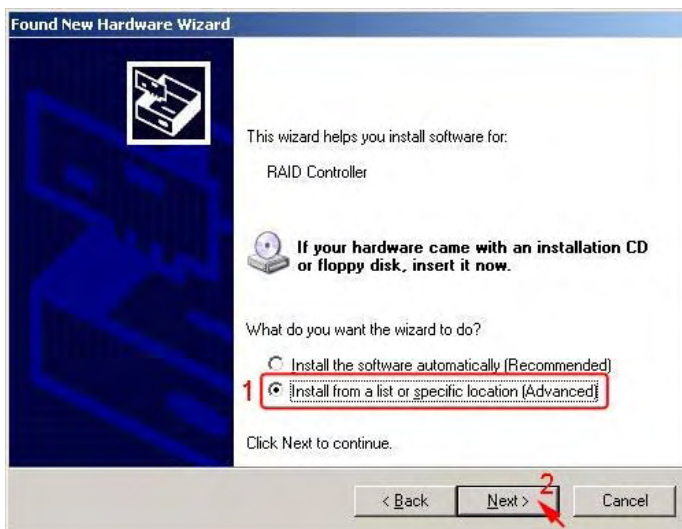 Found New Hardware Wizard
This wizard helps you install software for:
RAID Controller
If your hardware came with an installation CD
or floppy disk, insert it now.
What do you want the wizard to do?
Install the software automatically (Recommended)
1 Install from a list or specific location (Advanced)
Click Next to continue.
< Back Next > 2 Cancel